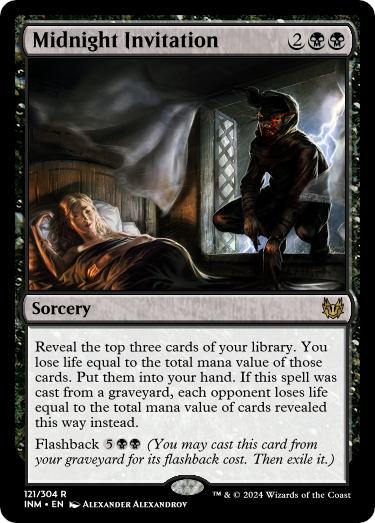 Midnight Invitation 2
Sorcery
Reveal the top three cards of your library. You
lose life equal to the total mana value of those
cards. Put them into your hand. If this spell was
cast from a graveyard, each opponent loses life
equal to the total mana value of cards revealed
this way instead.
Flashback 5 (You may cast this card from
your graveyard for its flashback cost. Then exile it.)
121/304 R
INM • EN Alexander Alexandrov ™ & © 2024 Wizards of the Coast